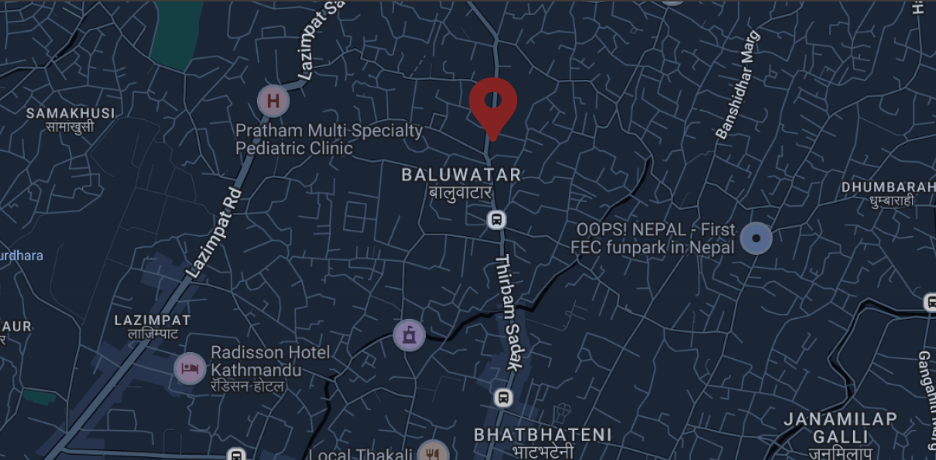 Lazimpat Sa
Banshidhar Marg
SAMAKHUSI
सामाखुसी
H
Pratham Multi Specialty
Pediatric Clinic
BALUWATAR
बालुवाटार
DHUMBARAH
धुम्बाराही
Lazimpat Rd
OOPS! NEPAL - First
FEC funpark in Nepal
urdhara
Thirbam Sadak
LAZIMPAT
लाजिम्पाट
AUR
र
Radisson Hotel
Kathmandu
रॅडिसन होटल
BHATBHATENI
भाटभटेनी
JANAMILAP
GALLI
जनमिलाप
Local Thakali